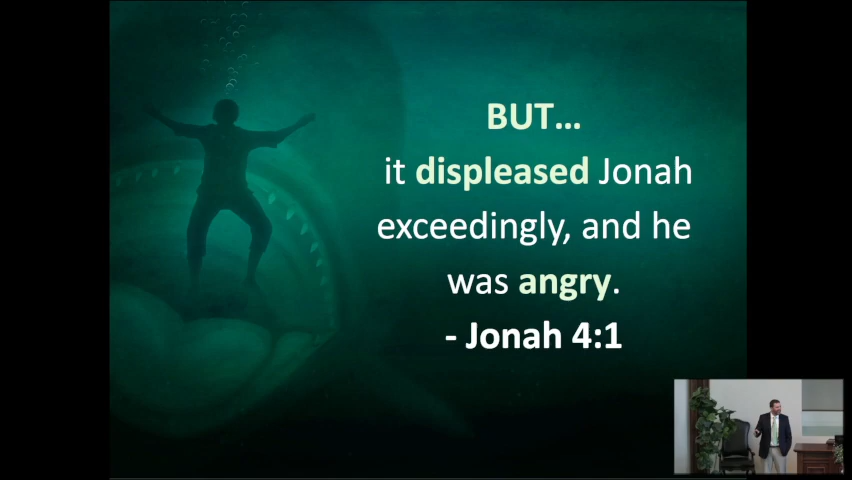 BUT...
it displeased Jonah
exceedingly, and he
was angry.
- Jonah 4:1